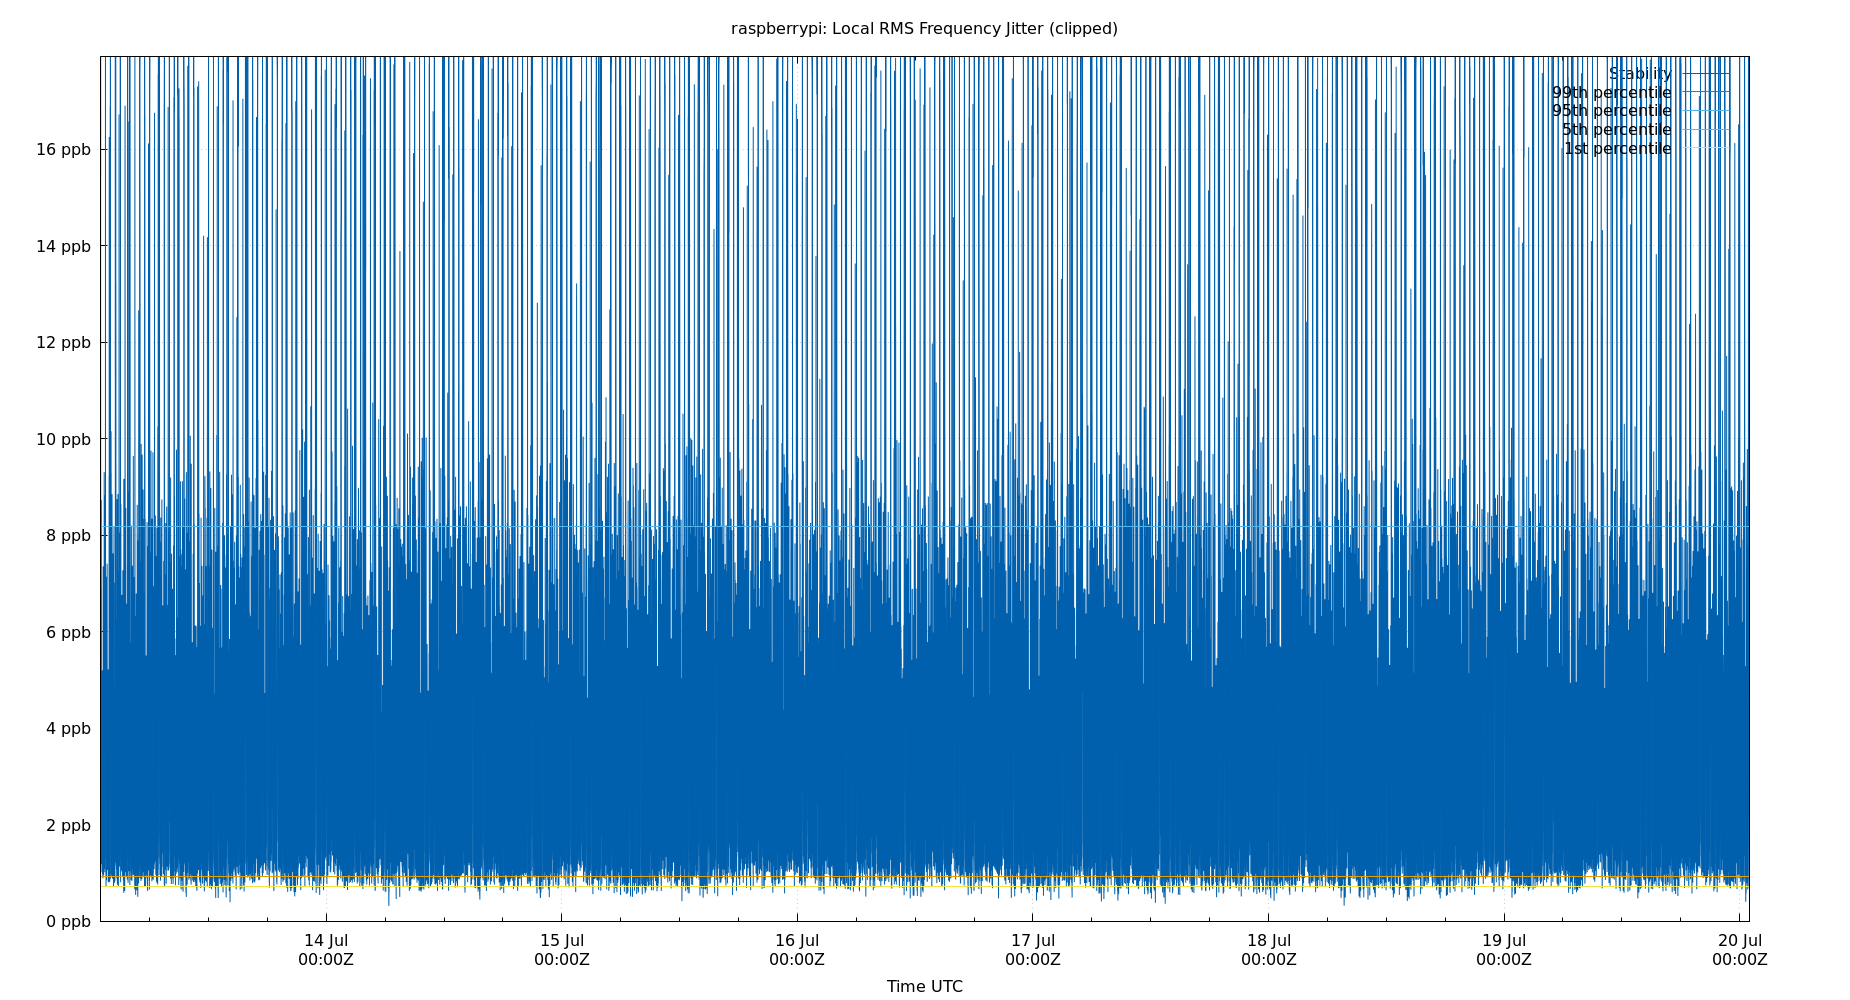 raspberrypi: Local RMS Frequency Jitter (clipped)
Stability
99th percentile
95th percentile
5th percentile
1st percentile
16 ppb
14 ppb
12 ppb
10 ppb
8 ppb
6 ppb
4 ppb
2 ppb
0 ppb
14 Jul 15 Jul 16 Jul 17 Jul 18 Jul 19 Jul 20 Jul
00:00Z 00:00Z 00:00Z 00:00Z 00:00Z 00:00Z 00:00Z
Time UTC